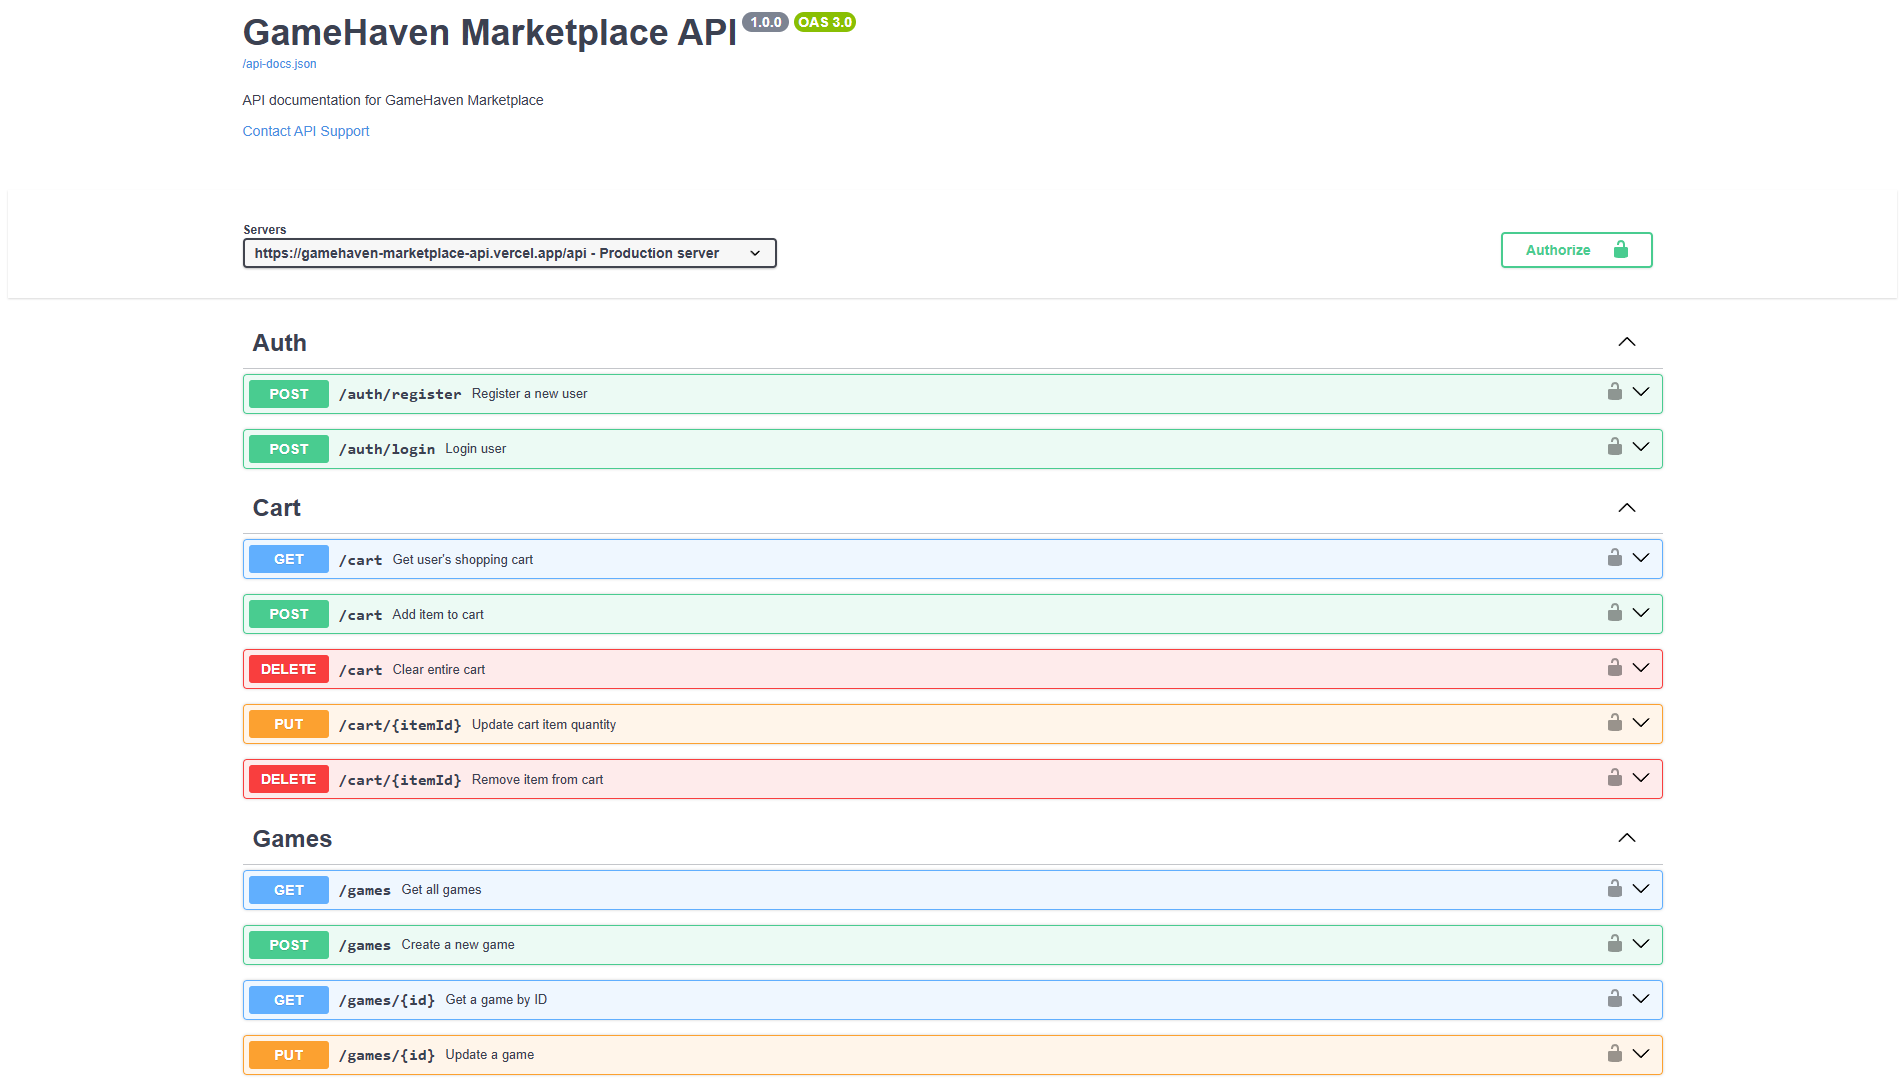 GameHaven Marketplace API 1.0.0 OAS 3.0
/api-docs.json
API documentation for GameHaven Marketplace
Contact API Support
Servers
https://gamehaven-marketplace-api.vercel.app/api - Production server
Authorize
Auth
POST /auth/register Register a new user
POST /auth/login Login user
Cart
GET /cart Get user's shopping cart
POST /cart Add item to cart
DELETE /cart Clear entire cart
PUT /cart/{itemId} Update cart item quantity
DELETE /cart/{itemId} Remove item from cart
Games
GET /games Get all games
POST /games Create a new game
GET /games/{id} Get a game by ID
PUT /games/{id} Update a game